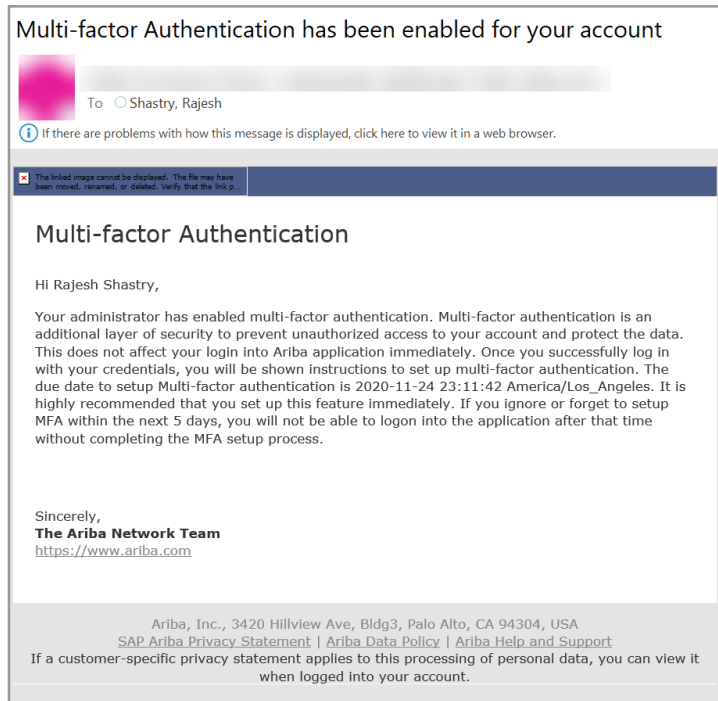 Multi-factor Authentication has been enabled for your account
To Shastry, Rajesh
If there are problems with how this message is displayed, click here to view it in a web browser.
The linked image cannot be displayed. The file may have
been moved, renamed, or deleted. Verify that the link p...
Multi-factor Authentication
Hi Rajesh Shastry,
Your administrator has enabled multi-factor authentication. Multi-factor authentication is an
additional layer of security to prevent unauthorized access to your account and protect the data.
This does not affect your login into Ariba application immediately. Once you successfully log in
with your credentials, you will be shown instructions to set up multi-factor authentication. The
due date to setup Multi-factor authentication is 2020-11-24 23:11:42 America/Los_Angeles. It is
highly recommended that you set up this feature immediately. If you ignore or forget to setup
MFA within the next 5 days, you will not be able to logon into the application after that time
without completing the MFA setup process.
Sincerely,
The Ariba Network Team
https://www.ariba.com
Ariba, Inc., 3420 Hillview Ave, Bldg3, Palo Alto, CA 94304, USA
SAP Ariba Privacy Statement | Ariba Data Policy | Ariba Help and Support
If a customer-specific privacy statement applies to this processing of personal data, you can view it
when logged into your account.